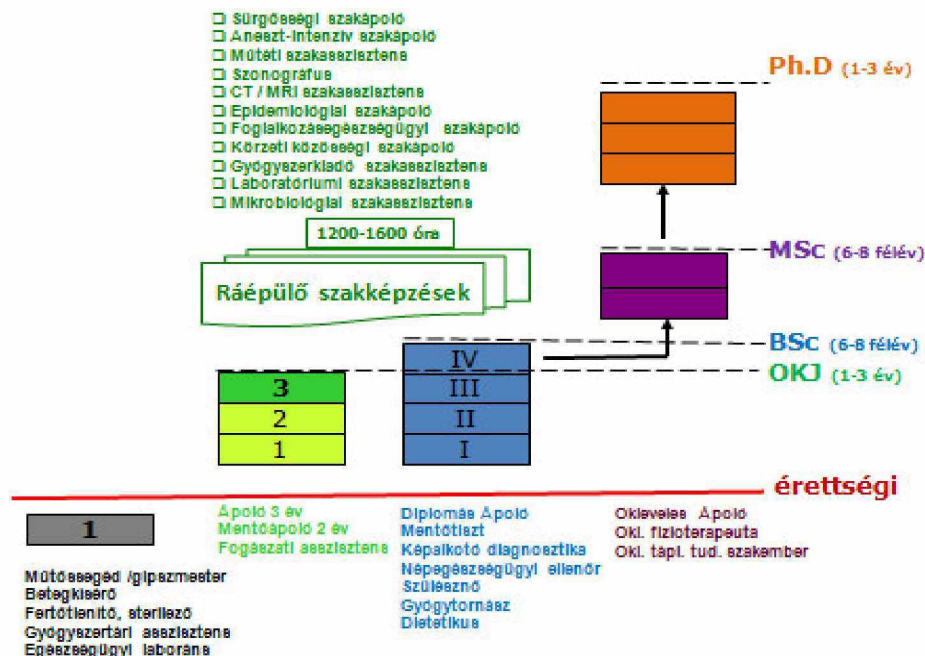 ❑ Sürgősségi szakápoló
❑ Aneszt-intenzív szakápoló
❑ Műtéti szakasszisztens
❑ Szonográfus
❑ CT / MRI szakasszisztens
❑ Epidemiológiai szakápoló
❑ Foglalkozásegészségügyi szakápoló
❑ Körzeti közösségi szakápoló
❑ Gyógyszerkiadó szakasszisztens
❑ Laboratóriumi szakasszisztens
❑ Mikrobiológiai szakasszisztens
1200-1600 óra
Ráépülő szakképzések
Ph.D (1-3 év)
MSc (6-8 félév)
BSc (6-8 félév)
OKJ (1-3 év)
3
2
1
IV
III
II
I
érettségi
1
Műtőssegéd /gipszmester
Betegkísérő
Fertőtlenítő, sterilező
Gyógyszertári asszisztens
Egészségügyi laboráns
Ápoló 3 év
Mentőápoló 2 év
Fogászati asszisztens
Diplomás Ápoló
Mentőtiszt
Képalkotó diagnosztika
Népegészségügyi ellenőr
Szülésznő
Gyógytornász
Dietetikus
Okleveles Ápoló
Okl. fizioterapeuta
Okl. tápl. tud. szakember